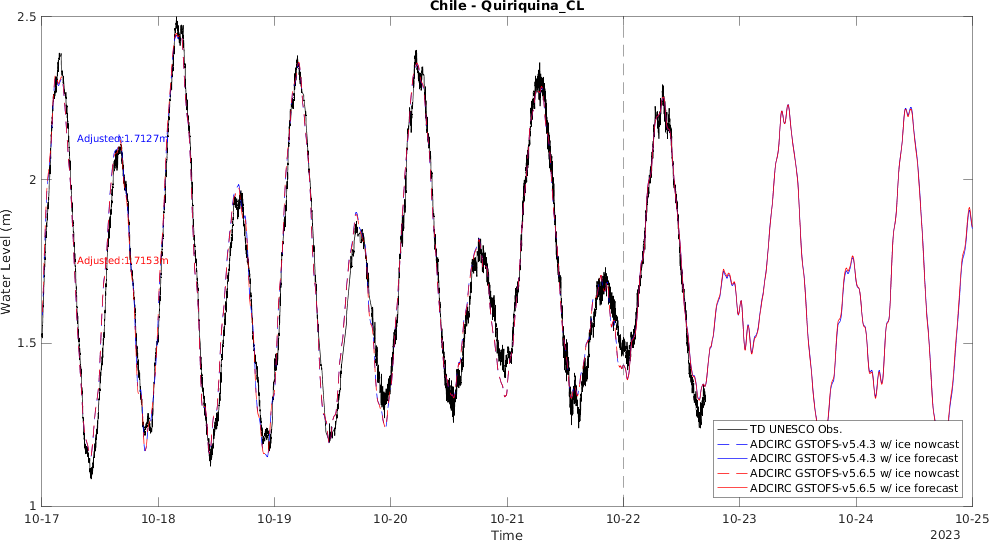 Chile - Quiriquina_CL
2.5
2
1.5
1
Water Level (m)
Adjusted:1.7127m
Adjusted:1.7153m
TD UNESCO Obs.
ADCIRC GSTOFS-v5.4.3 w/ ice nowcast
ADCIRC GSTOFS-v5.4.3 w/ ice forecast
ADCIRC GSTOFS-v5.6.5 w/ ice nowcast
ADCIRC GSTOFS-v5.6.5 w/ ice forecast
10-17 10-18 10-19 10-20 10-21 10-22 10-23 10-24 10-25
Time
2023